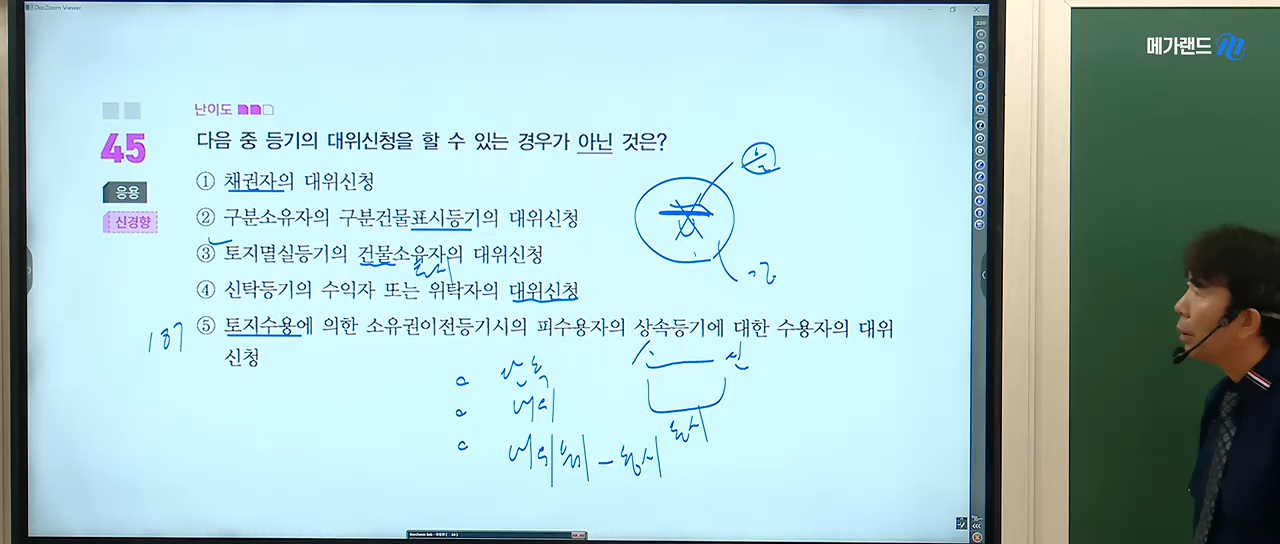 DocZoom Viewer
메가랜드
난이도
45
다음 중 등기의 대위신청을 할 수 있는 경우가 아닌 것은?
응용
신경향
① 채권자의 대위신청
② 구분소유자의 구분건물표시등기의 대위신청
③ 토지멸실등기의 건물소유자의 대위신청
④ 신탁등기의 수익자 또는 위탁자의 대위신청
187
⑤ 토지수용에 의한 소유권이전등기시의 피수용자의 상속등기에 대한 수용자의 대위
신청
단독
대위
동시